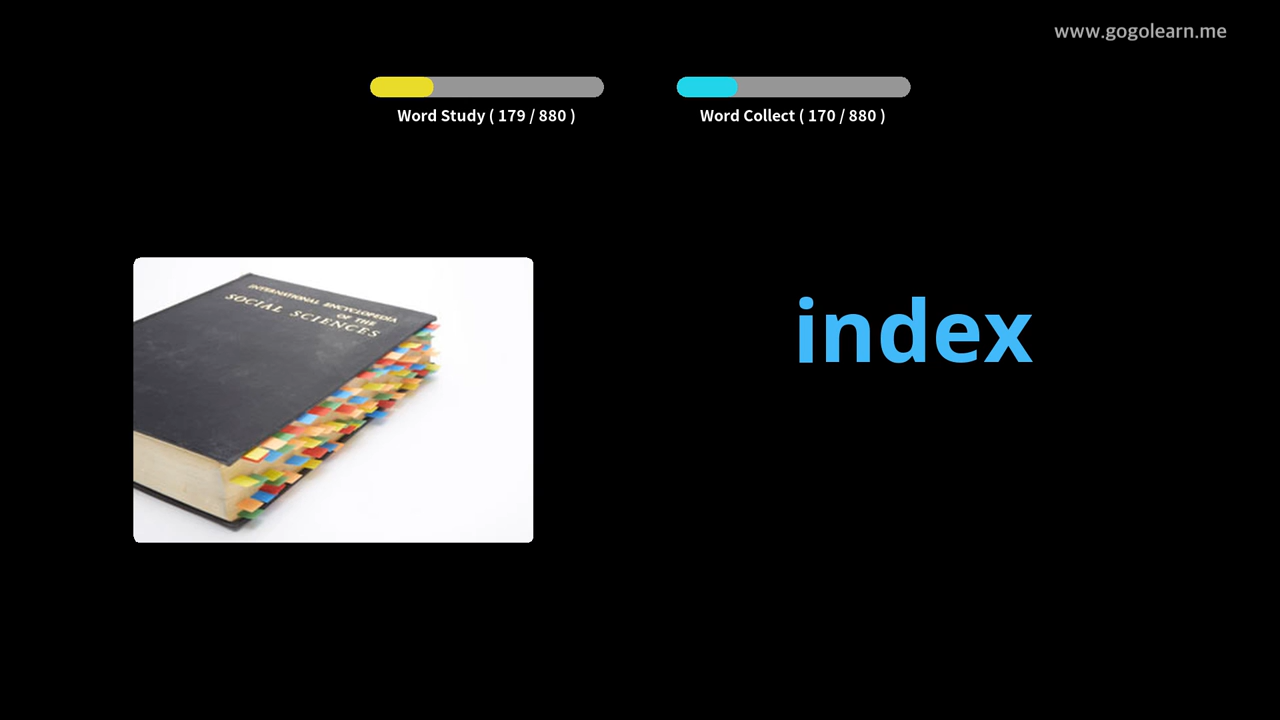 www.gogolearn.me
Word Study ( 179 / 880 )
Word Collect ( 170 / 880 )
INTERNATIONAL ENCYCLOPEDIA
OF THE
SOCIAL SCIENCES
index